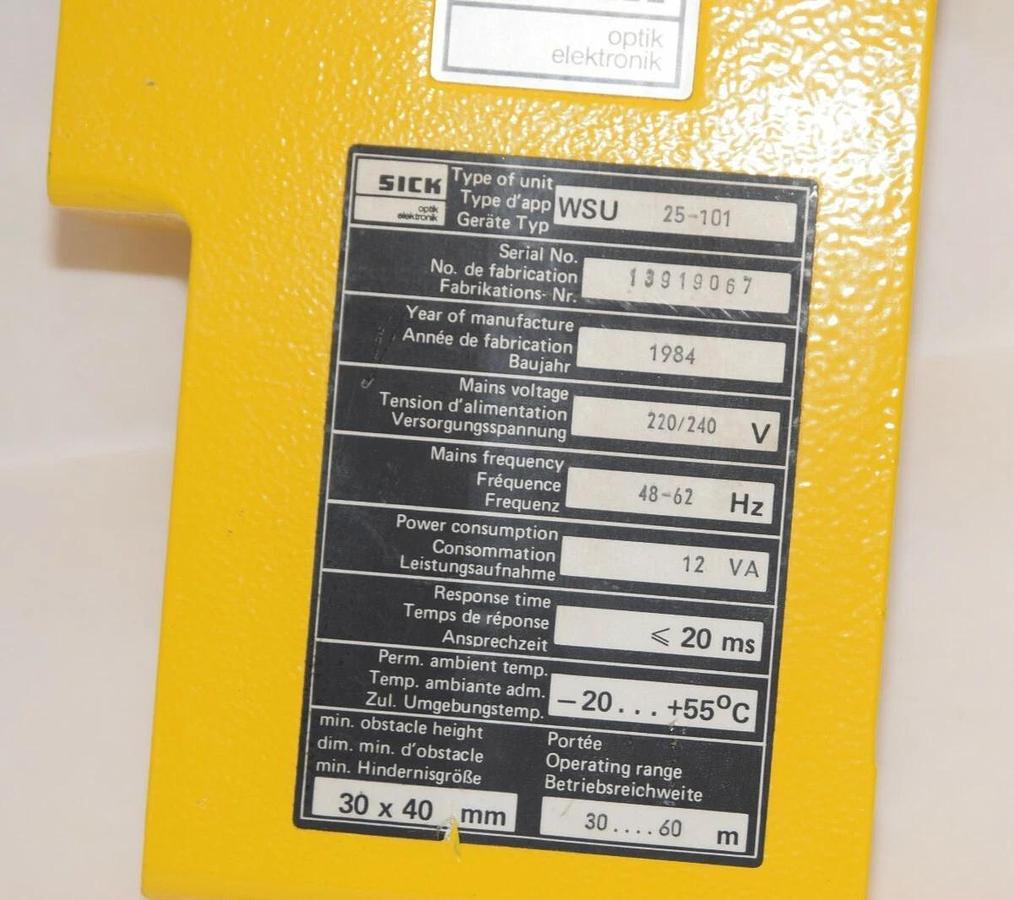 optik
elektronik
SICK
optik
elektronik
Type of unit
Type d'app
Geräte Typ
WSU 25-101
Serial No.
No. de fabrication
Fabrikations- Nr.
13919067
Year of manufacture
Année de fabrication
Baujahr
1984
Mains voltage
Tension d'alimentation
Versorgungsspannung
220/240 V
Mains frequency
Fréquence
Frequenz
48-62 Hz
Power consumption
Consommation
Leistungsaufnahme
12 VA
Response time
Temps de réponse
Ansprechzeit
⩽ 20 ms
Perm. ambient temp.
Temp. ambiante adm.
Zul. Umgebungstemp.
−20...+55°C
min. obstacle height
dim. min. d'obstacle
min. Hindernisgröße
30 x 40 mm
Portée
Operating range
Betriebsreichweite
30....60 m